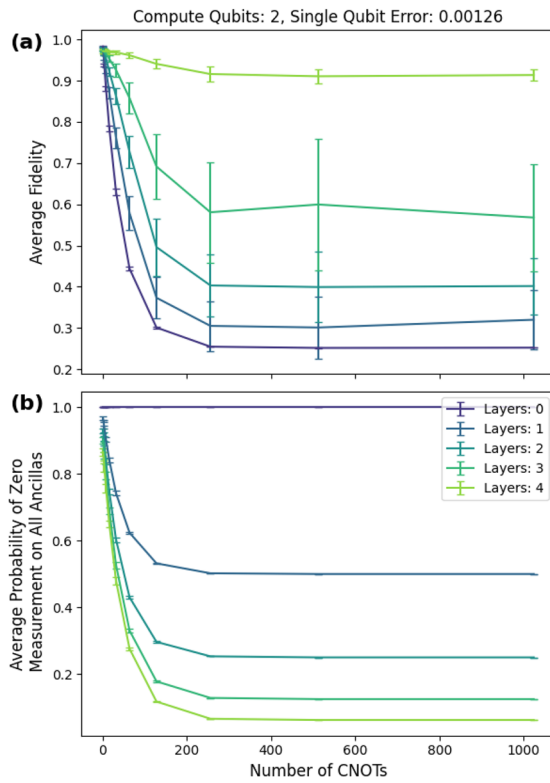 Compute Qubits: 2, Single Qubit Error: 0.00126
(a)
1.0
0.9
0.8
0.7
0.6
0.5
0.4
0.3
0.2
Average Fidelity
(b)
1.0
0.8
0.6
0.4
0.2
Average Probability of Zero
Measurement on All Ancillas
Layers: 0
Layers: 1
Layers: 2
Layers: 3
Layers: 4
0 200 400 600 800 1000
Number of CNOTs